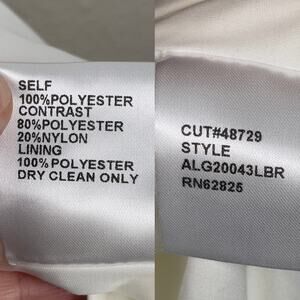 SELF
100%POLYESTER
CONTRAST
80%POLYESTER
20%NYLON
LINING
100%POLYESTER
DRY CLEAN ONLY
CUT#48729
STYLE
ALG20043LBR
RN62825